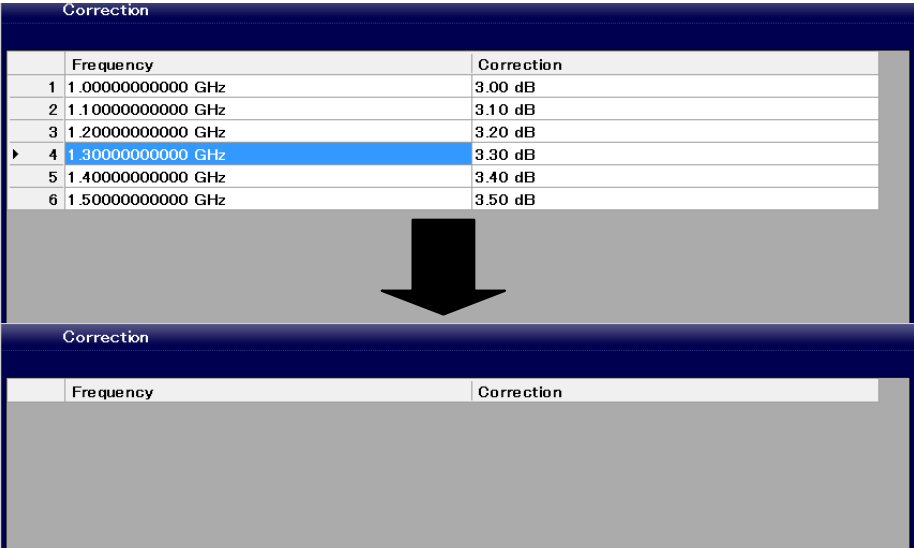 Correction
Frequency Correction
1 1.00000000000 GHz 3.00 dB
2 1.10000000000 GHz 3.10 dB
3 1.20000000000 GHz 3.20 dB
4 1.30000000000 GHz 3.30 dB
5 1.40000000000 GHz 3.40 dB
6 1.50000000000 GHz 3.50 dB
Correction
Frequency Correction